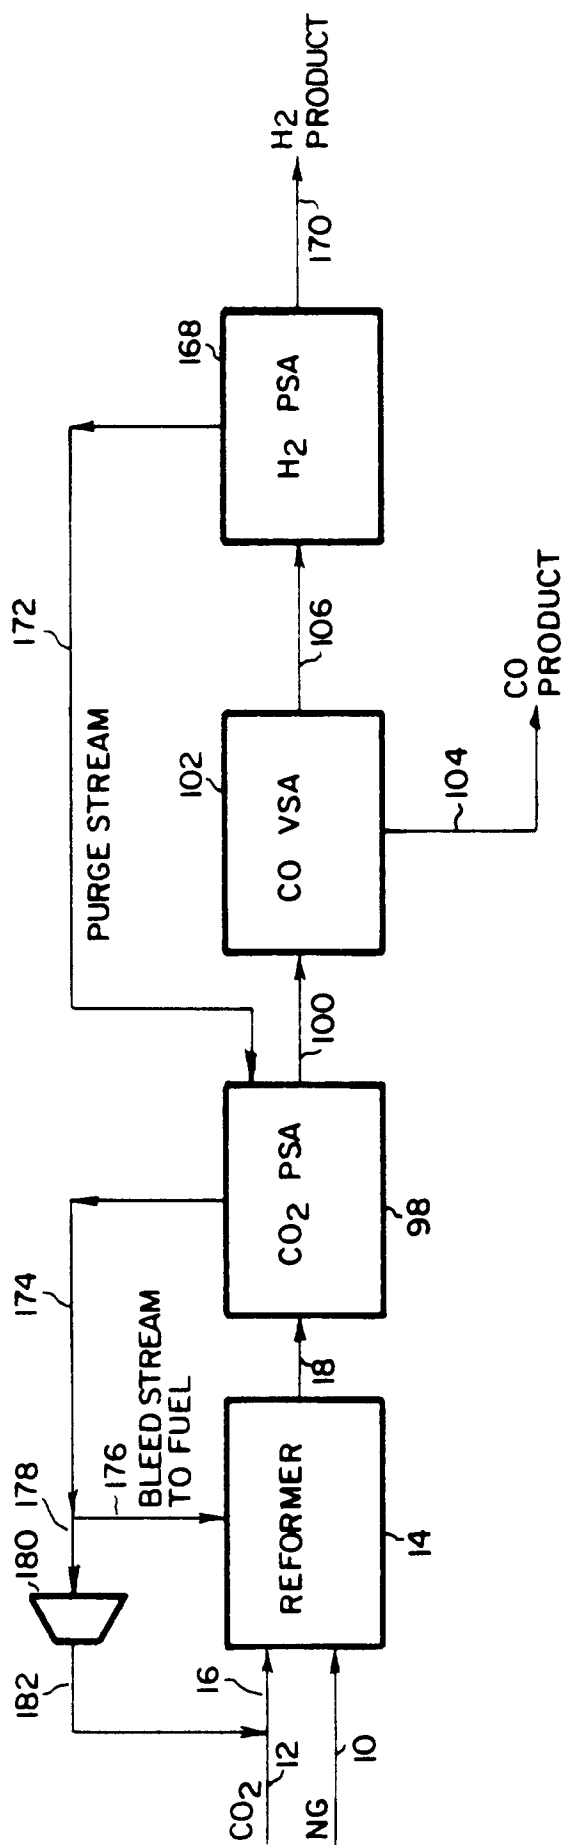 CO2
12
NG
10
16
182
180
178
176
BLEED STREAM
TO FUEL
174
REFORMER
14
18
CO2 PSA
98
100
PURGE STREAM
172
CO VSA
102
104
CO
PRODUCT
106
H2 PSA
168
170
H2
PRODUCT